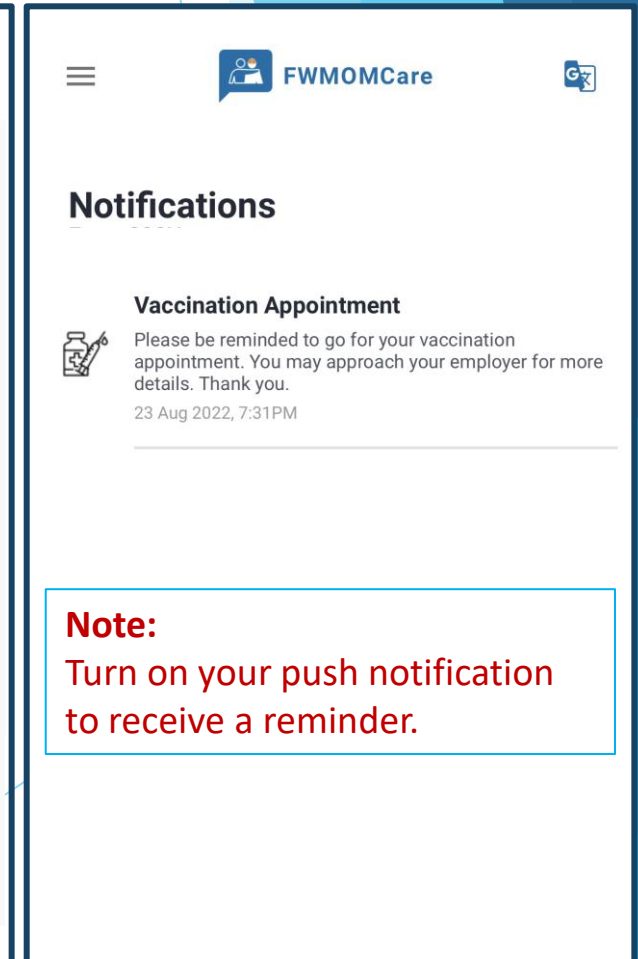 FWMOMCare
Notifications
Vaccination Appointment
Please be reminded to go for your vaccination
appointment. You may approach your employer for more
details. Thank you.
23 Aug 2022, 7:31PM
Note:
Turn on your push notification
to receive a reminder.